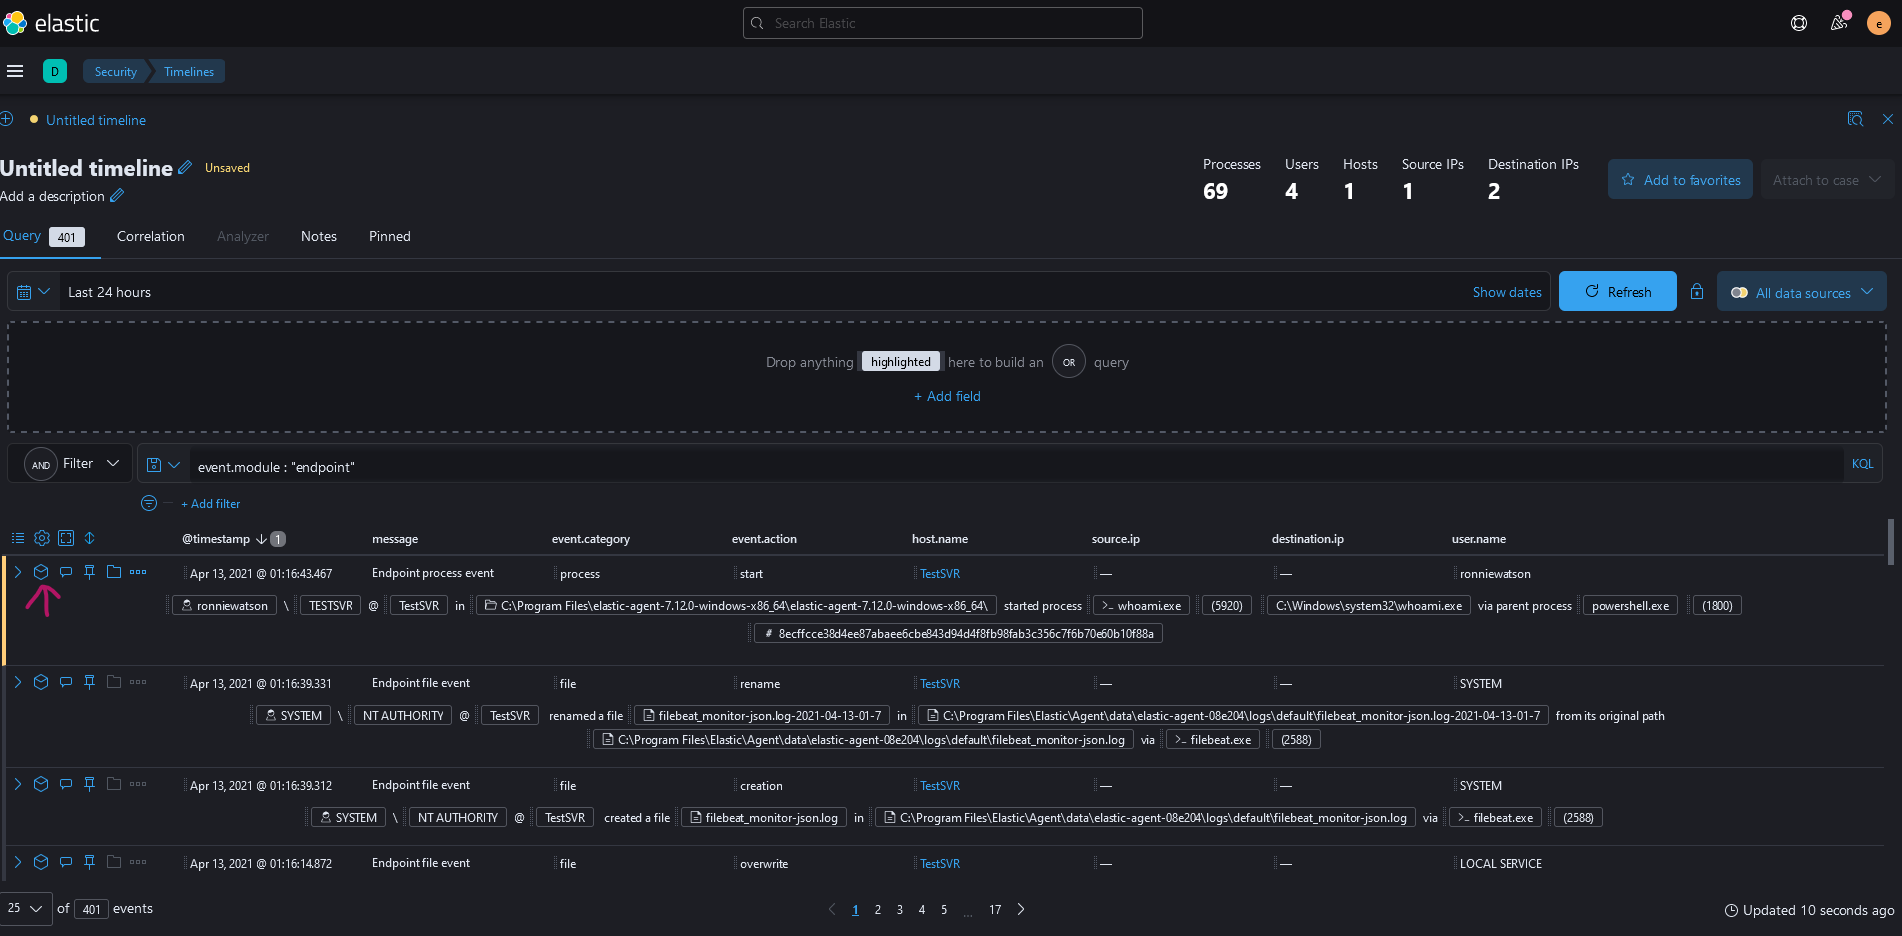 elastic
Search Elastic
e
D Security Timelines
Untitled timeline
Untitled timeline Unsaved
Add a description
Processes Users Hosts Source IPs Destination IPs
69 4 1 1 2
Add to favorites Attach to case
Query 401 Correlation Analyzer Notes Pinned
Last 24 hours Show dates Refresh All data sources
Drop anything highlighted here to build an OR query
+ Add field
AND Filter event.module : "endpoint" KQL
+ Add filter
@timestamp 1 message event.category event.action host.name source.ip destination.ip user.name
Apr 13, 2021 @ 01:16:43.467 Endpoint process event process start TestSVR — — ronniewatson
ronniewatson \ TESTSVR @ TestSVR in C:\Program Files\elastic-agent-7.12.0-windows-x86_64\elastic-agent-7.12.0-windows-x86_64\ started process >_ whoami.exe (5920) C:\Windows\system32\whoami.exe via parent process powershell.exe (1800)
# 8ecffcce38d4ee87abaee6cbe843d94d4f8fb98fab3c356c7f6b70e60b10f88a
Apr 13, 2021 @ 01:16:39.331 Endpoint file event file rename TestSVR — — SYSTEM
SYSTEM \ NT AUTHORITY @ TestSVR renamed a file filebeat_monitor-json.log-2021-04-13-01-7 in C:\Program Files\Elastic\Agent\data\elastic-agent-08e204\logs\default\filebeat_monitor-json.log-2021-04-13-01-7 from its original path
C:\Program Files\Elastic\Agent\data\elastic-agent-08e204\logs\default\filebeat_monitor-json.log via >_ filebeat.exe (2588)
Apr 13, 2021 @ 01:16:39.312 Endpoint file event file creation TestSVR — — SYSTEM
SYSTEM \ NT AUTHORITY @ TestSVR created a file filebeat_monitor-json.log in C:\Program Files\Elastic\Agent\data\elastic-agent-08e204\logs\default\filebeat_monitor-json.log via >_ filebeat.exe (2588)
Apr 13, 2021 @ 01:16:14.872 Endpoint file event file overwrite TestSVR — — LOCAL SERVICE
25 of 401 events
1 2 3 4 5 ... 17
Updated 10 seconds ago